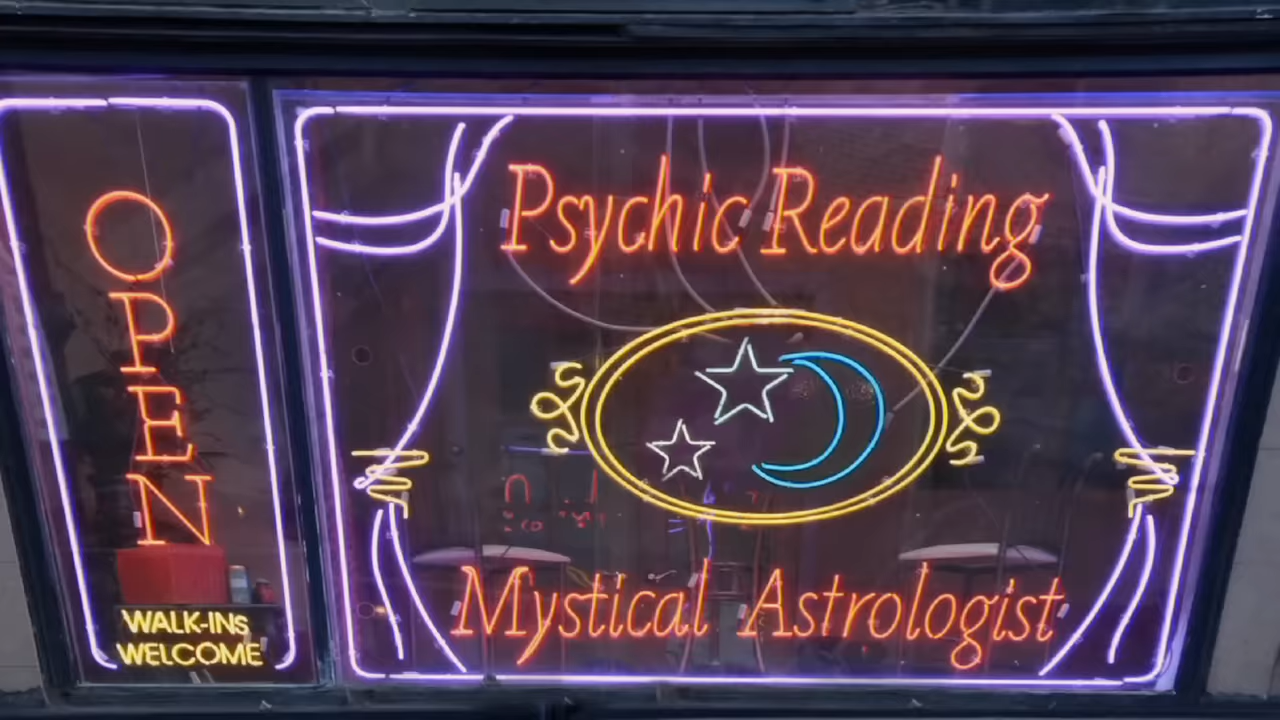 OPEN
WALK-INs
WELCOME
Psychic Reading
Mystical Astrologist